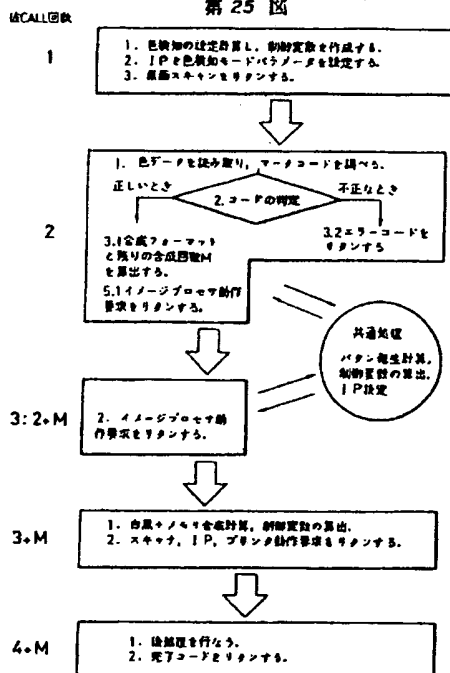 第 25 図
被CALL回数
1
1. 色検知の設定計算し、制御変数を作成する。
2. IPを色検知モードパラメータを設定する。
3. 原画スキャンをリタンする。
2
1. 色データを読み取り、マークコードを調べる。
正しいとき
不正なとき
2. コードの判定
3.1合成フォーマット
と残りの合成回数M
を算出する。
5.1イメージプロセサ動作
要求をリタンする。
3.2エラーコードを
リタンする
共通処理
パタン発生計算,
制御変数の算出,
IP設定
3:2+M
2. イメージプロセサ動
作要求をリタンする。
3+M
1. 白黒+メモリ合成計算, 制御変数の算出.
2. スキャナ, IP, プリンタ動作要求をリタンする.
4+M
1. 後処理を行なう.
2. 完了コードをリタンする.